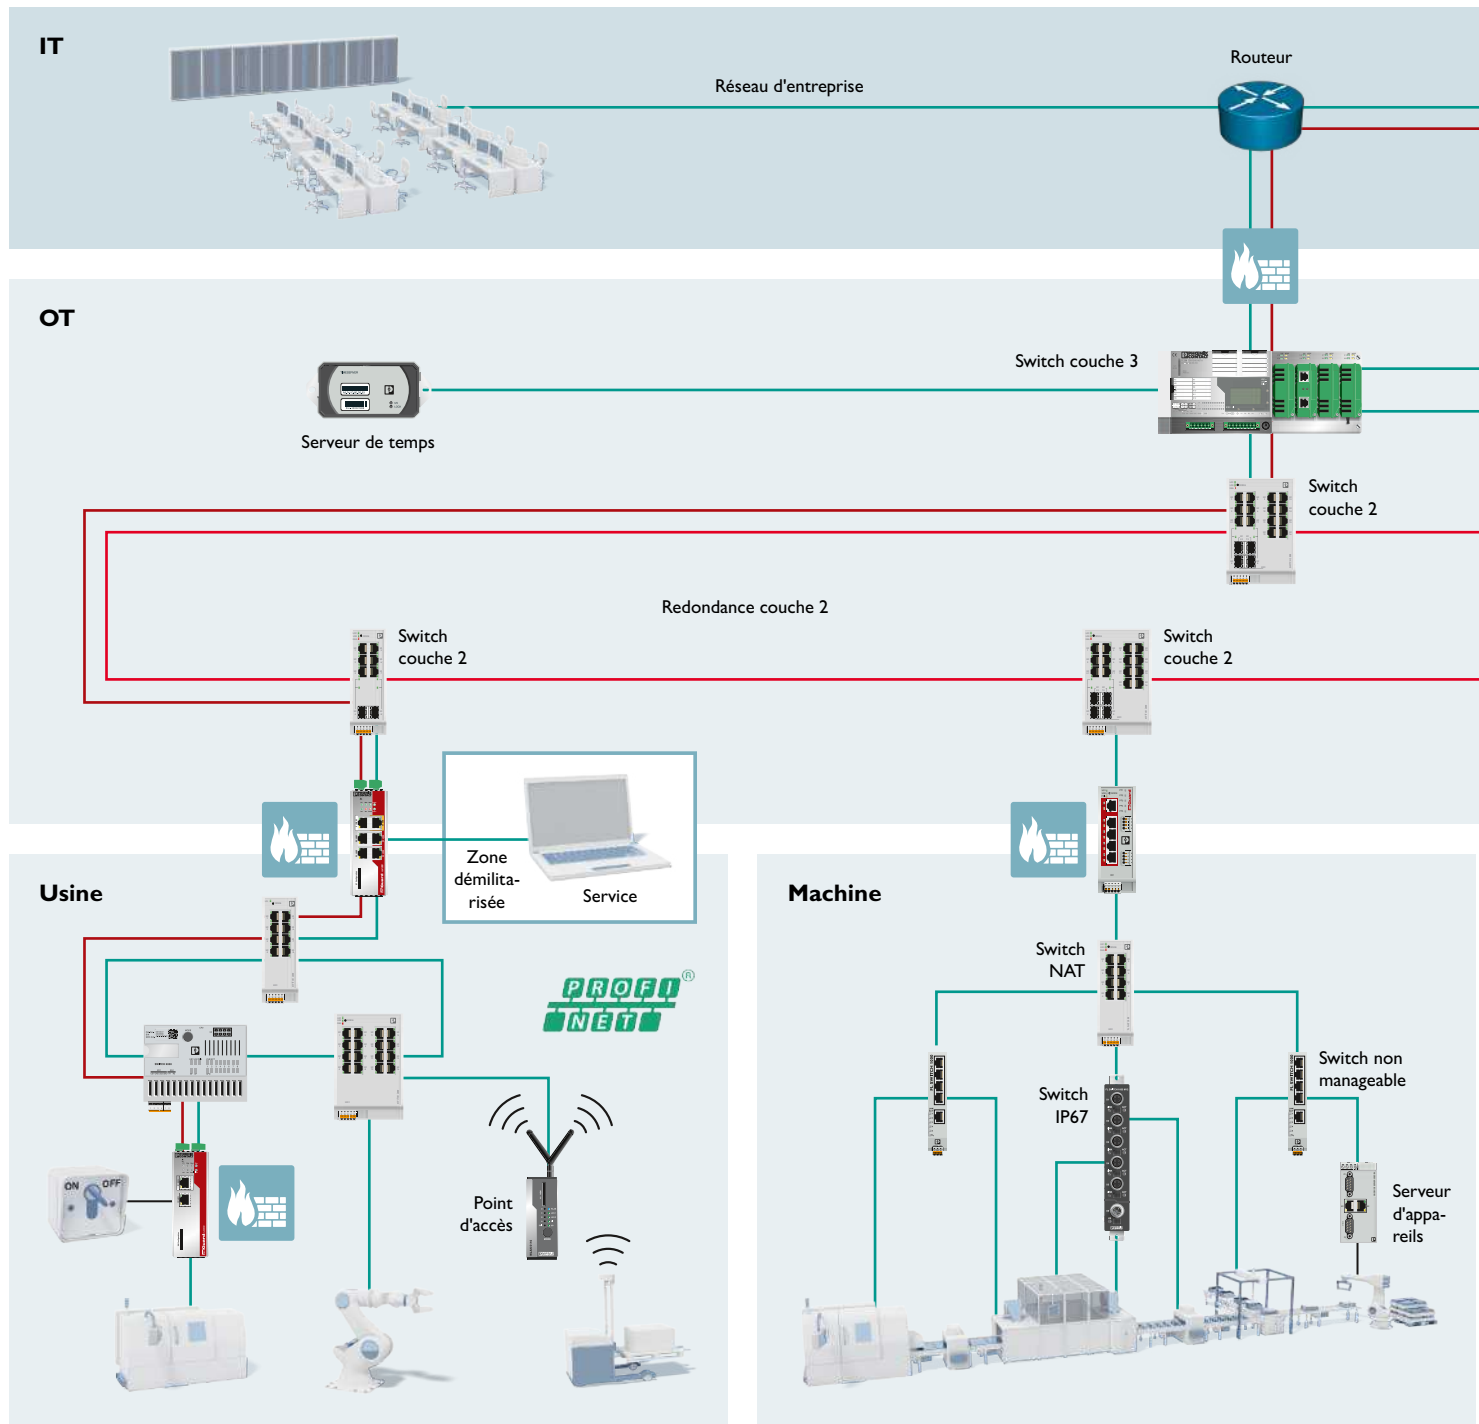 IT
Réseau d'entreprise
Routeur
OT
Switch couche 3
Serveur de temps
Switch
couche 2
Redondance couche 2
Switch
couche 2
Switch
couche 2
Zone
démilita-
risée
Service
Usine
Machine
PROFI
NET®
Switch
NAT
Switch non
manageable
Switch
IP67
ON OFF
Point
d'accès
Serveur
d'appa-
reils